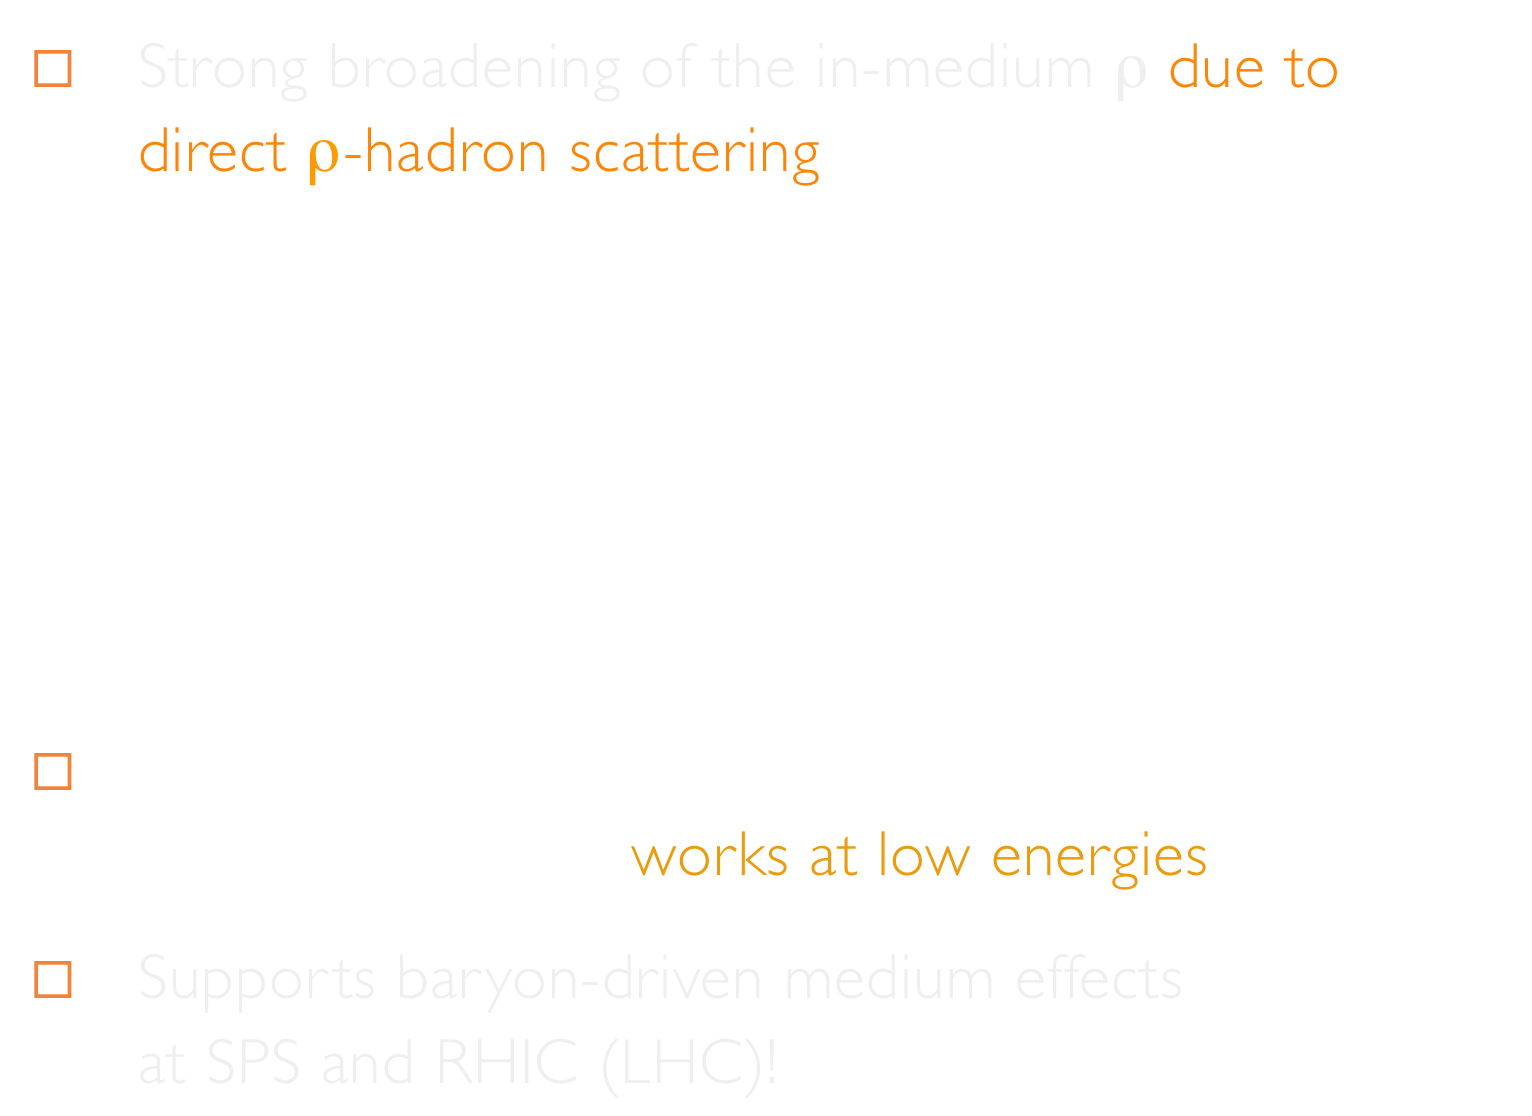 Strong broadening of the in-medium ρ due to
direct ρ-hadron scattering
works at low energies
Supports baryon-driven medium effects
at SPS and RHIC (LHC)!